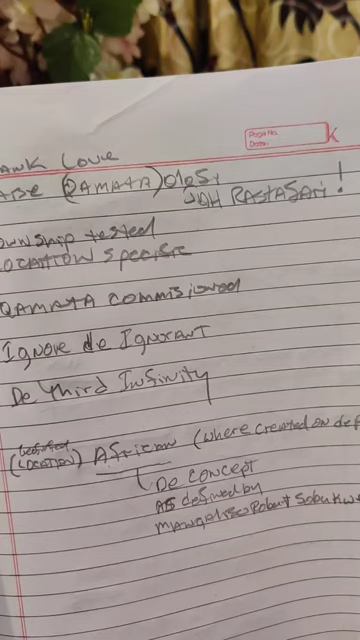 Page No.
Date:
ANK Love
(QAMATA)
JAH RASTAFARI!
OWNSHIP tested
LOCATION Specific
QAMATA commissioned
Ignore de Ignorant
De Third Infinity
(LOCATION) African (where created on def
De concept
AS defined by
Mangaliso Robert Sobukwe